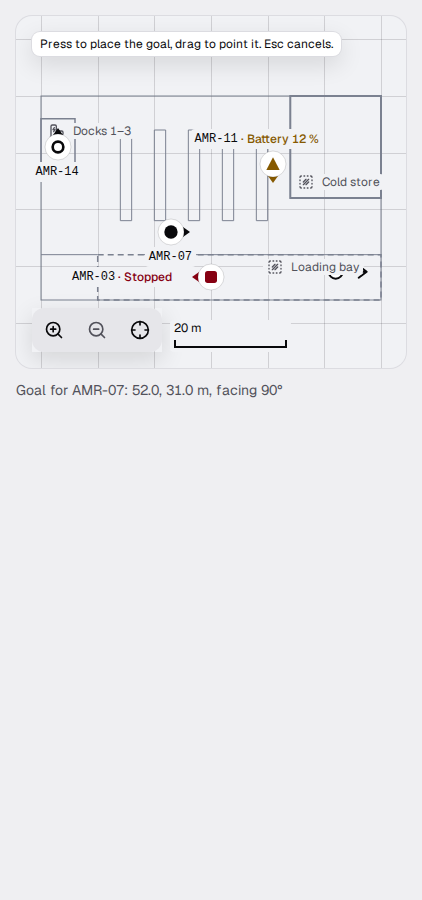 Press to place the goal, drag to point it. Esc cancels.
AMR-11 · Battery 12 %
Docks 1–3
AMR-14
Cold store
AMR-07
Loading bay
AMR-03 · Stopped
20 m
Goal for AMR-07: 52.0, 31.0 m, facing 90°